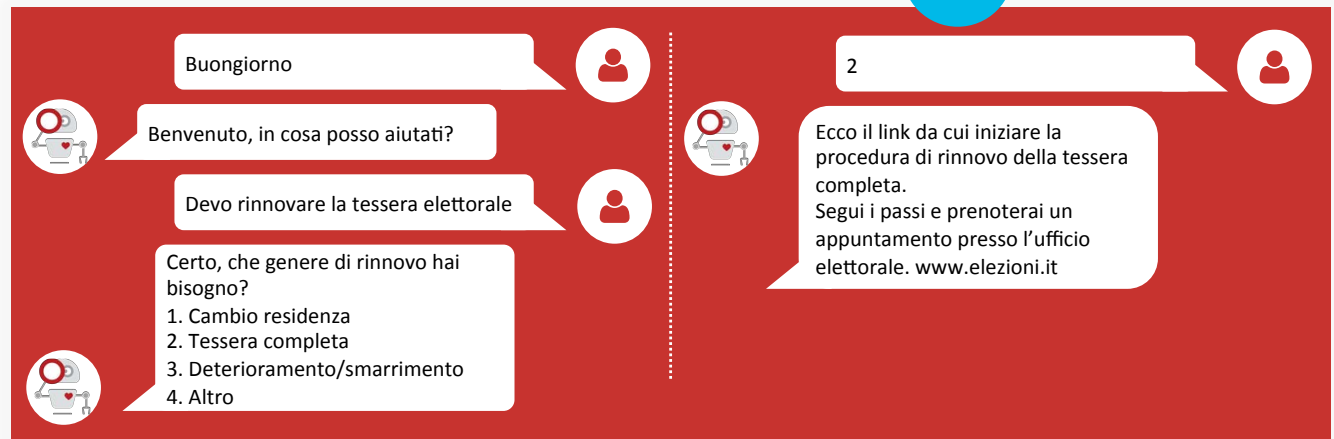 Buongiorno
Benvenuto, in cosa posso aiutati?
Devo rinnovare la tessera elettorale
Certo, che genere di rinnovo hai
bisogno?
1. Cambio residenza
2. Tessera completa
3. Deterioramento/smarrimento
4. Altro
2
Ecco il link da cui iniziare la
procedura di rinnovo della tessera
completa.
Segui i passi e prenoterai un
appuntamento presso l’ufficio
elettorale. www.elezioni.it